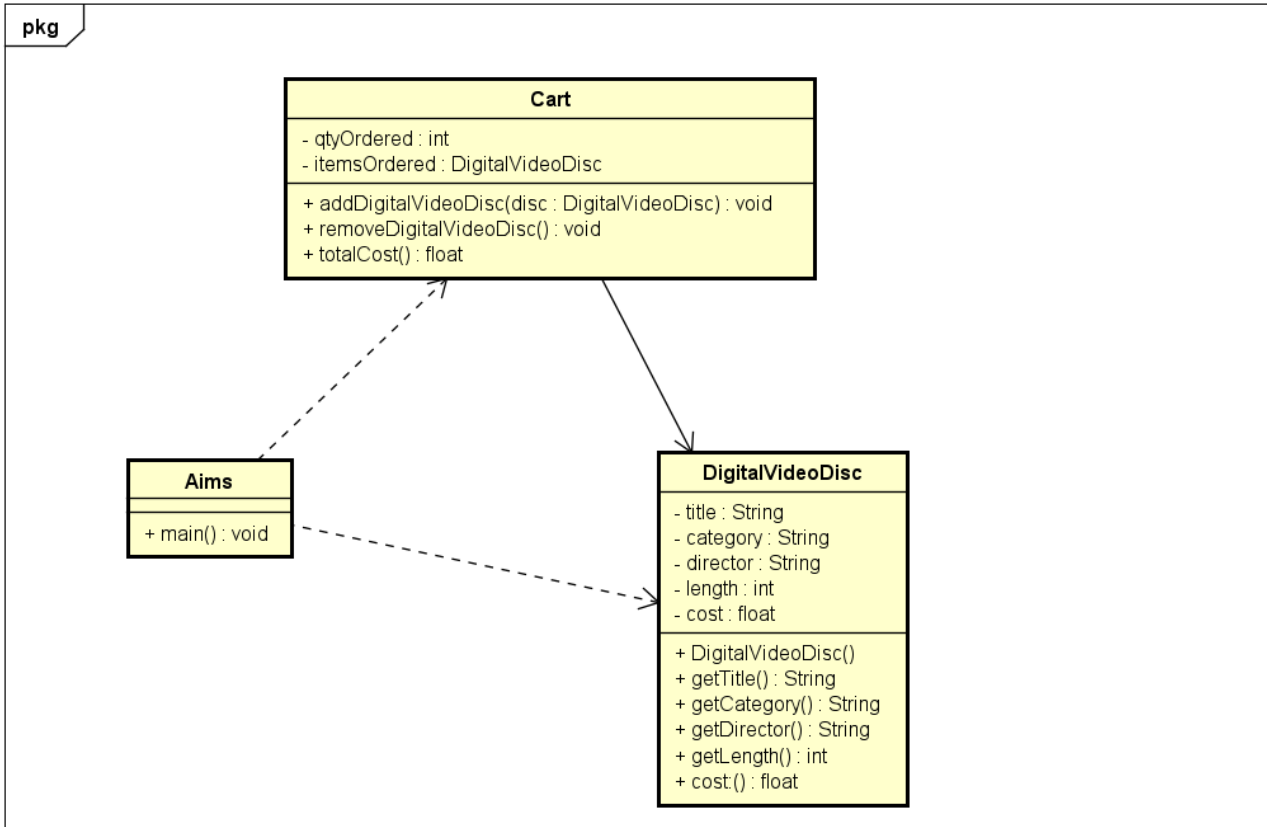 pkg
Cart
- qtyOrdered : int
- itemsOrdered : DigitalVideoDisc
+ addDigitalVideoDisc(disc : DigitalVideoDisc) : void
+ removeDigitalVideoDisc() : void
+ totalCost() : float
Aims
+ main() : void
DigitalVideoDisc
- title : String
- category : String
- director : String
- length : int
- cost : float
+ DigitalVideoDisc()
+ getTitle() : String
+ getCategory() : String
+ getDirector() : String
+ getLength() : int
+ cost:() : float